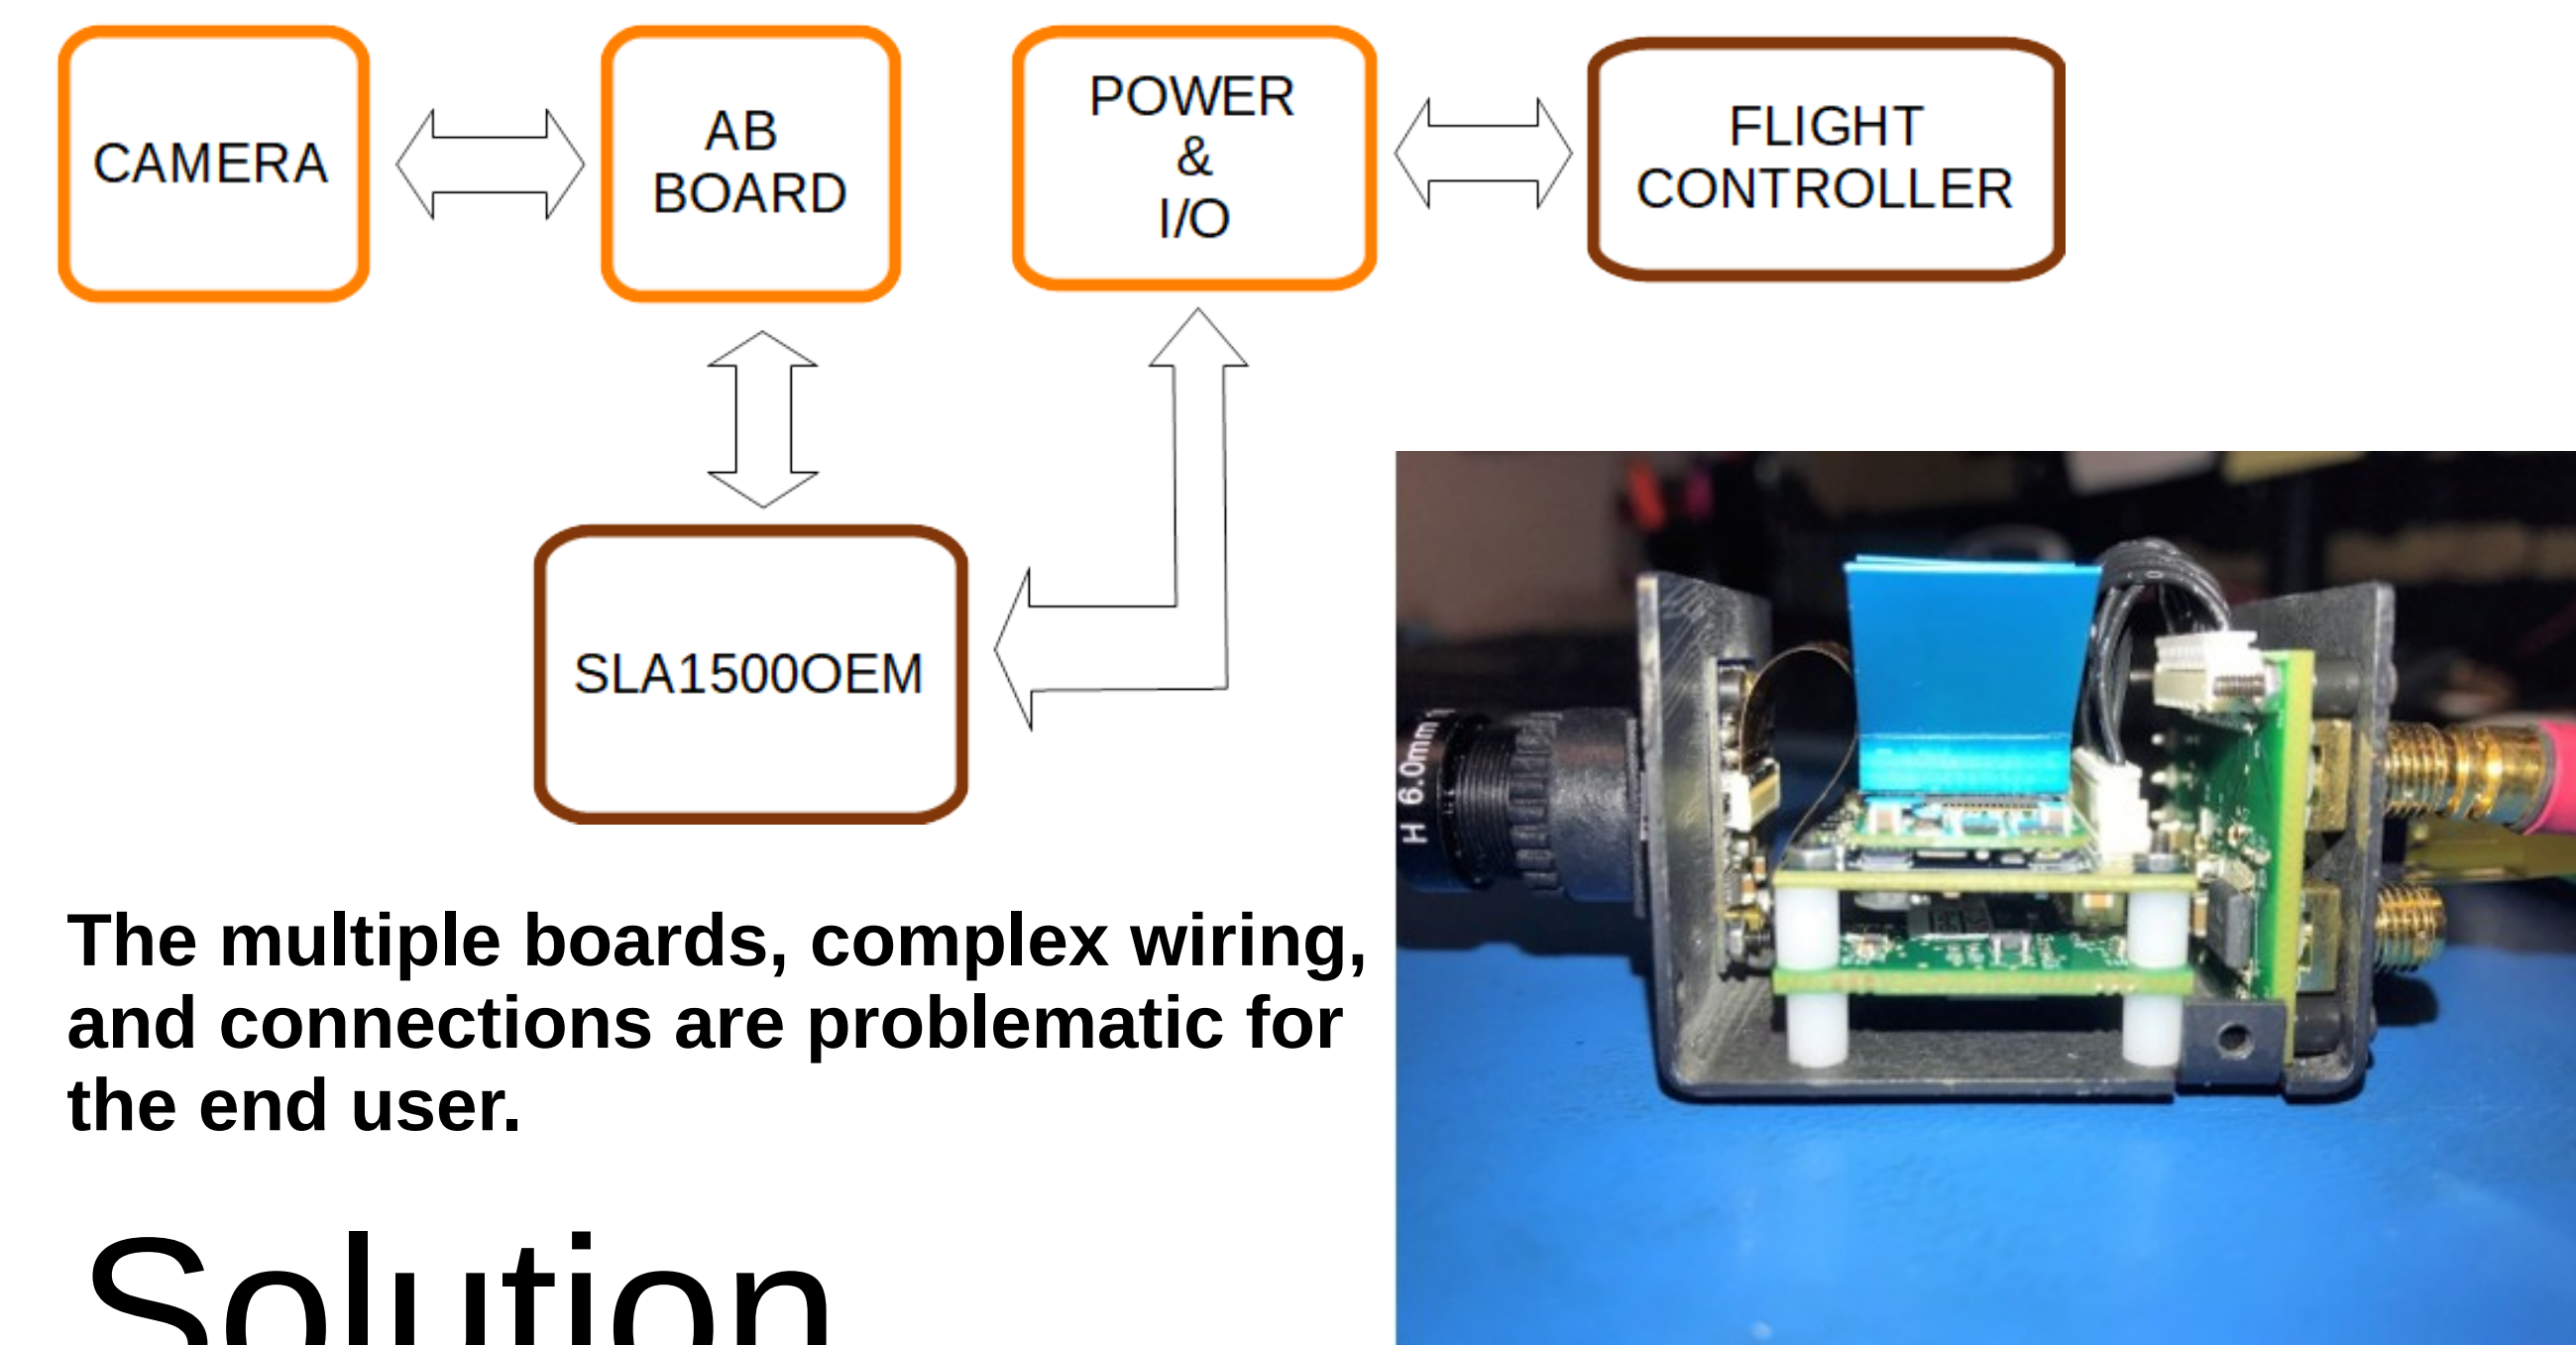 CAMERA
AB
BOARD
POWER
&
I/O
FLIGHT
CONTROLLER
SLA1500OEM
The multiple boards, complex wiring,
and connections are problematic for
the end user.
H 6.0mm
Solution